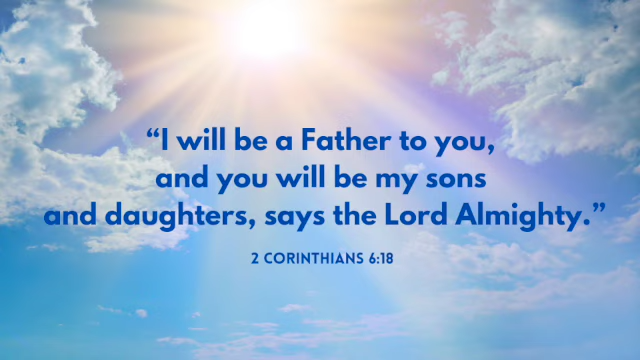 “I will be a Father to you,
and you will be my sons
and daughters, says the Lord Almighty.”
2 CORINTHIANS 6:18